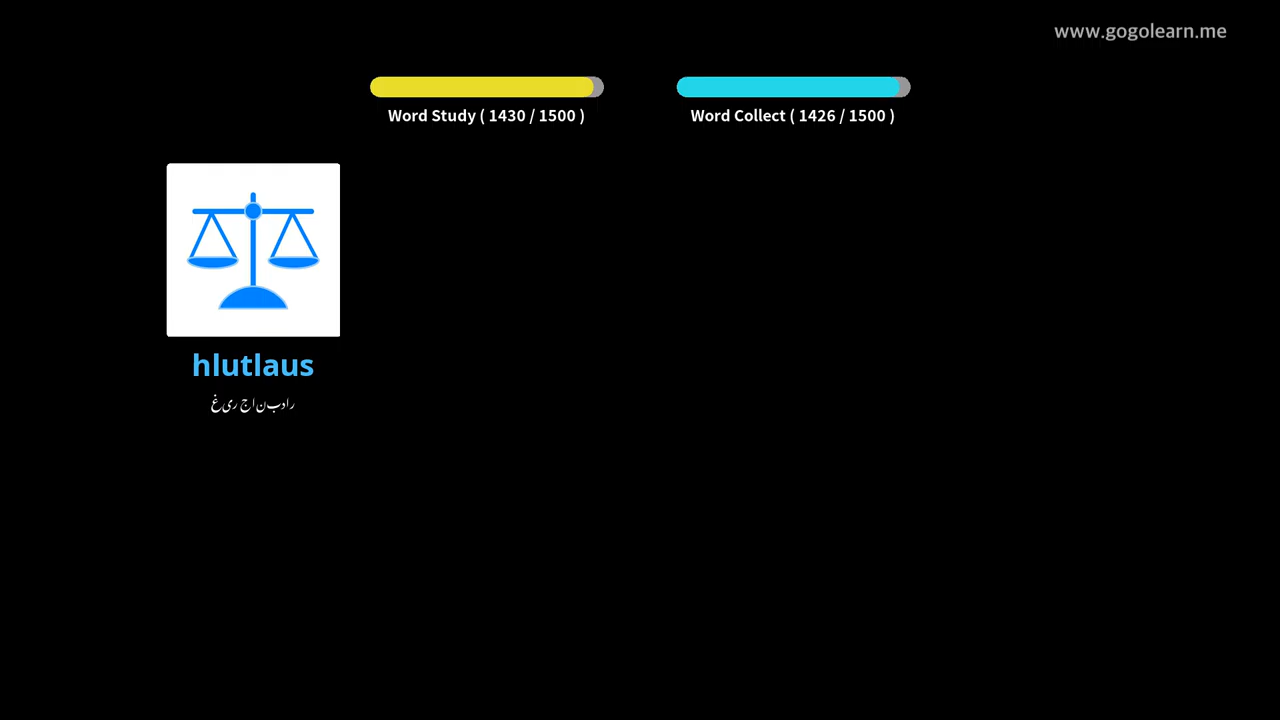 www.gogolearn.me
Word Study ( 1430 / 1500 )
Word Collect ( 1426 / 1500 )
hlutlaus
غیر جانبدار